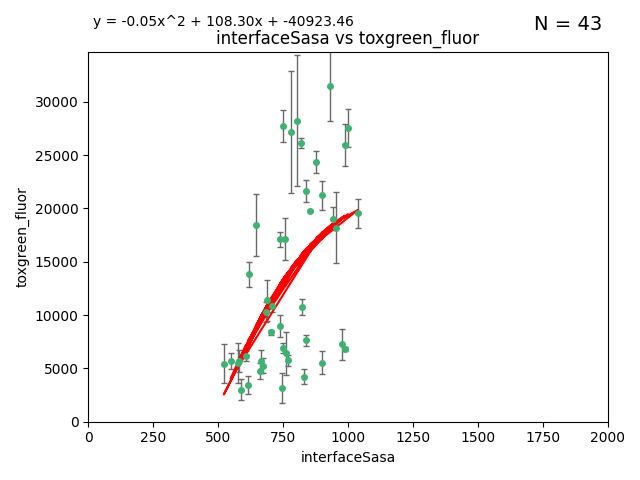 y = -0.05x^2 + 108.30x + -40923.46
N = 43
interfaceSasa vs toxgreen_fluor
30000
25000
20000
15000
10000
5000
0
toxgreen_fluor
0 250 500 750 1000 1250 1500 1750 2000
interfaceSasa